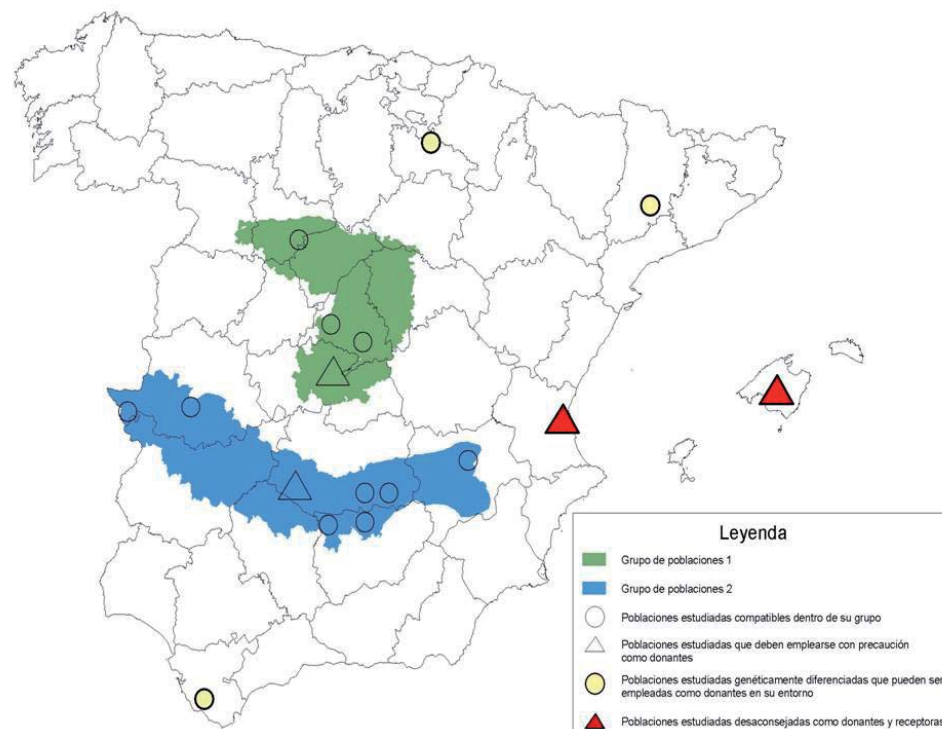 Leyenda
Grupo de poblaciones 1
Grupo de poblaciones 2
Poblaciones estudiadas compatibles dentro de su grupo
Poblaciones estudiadas que deben emplearse con precaución
como donantes
Poblaciones estudiadas genéticamente diferenciadas que pueden ser
empleadas como donantes en su entorno
Poblaciones estudiadas desaconsejadas como donantes y receptoras